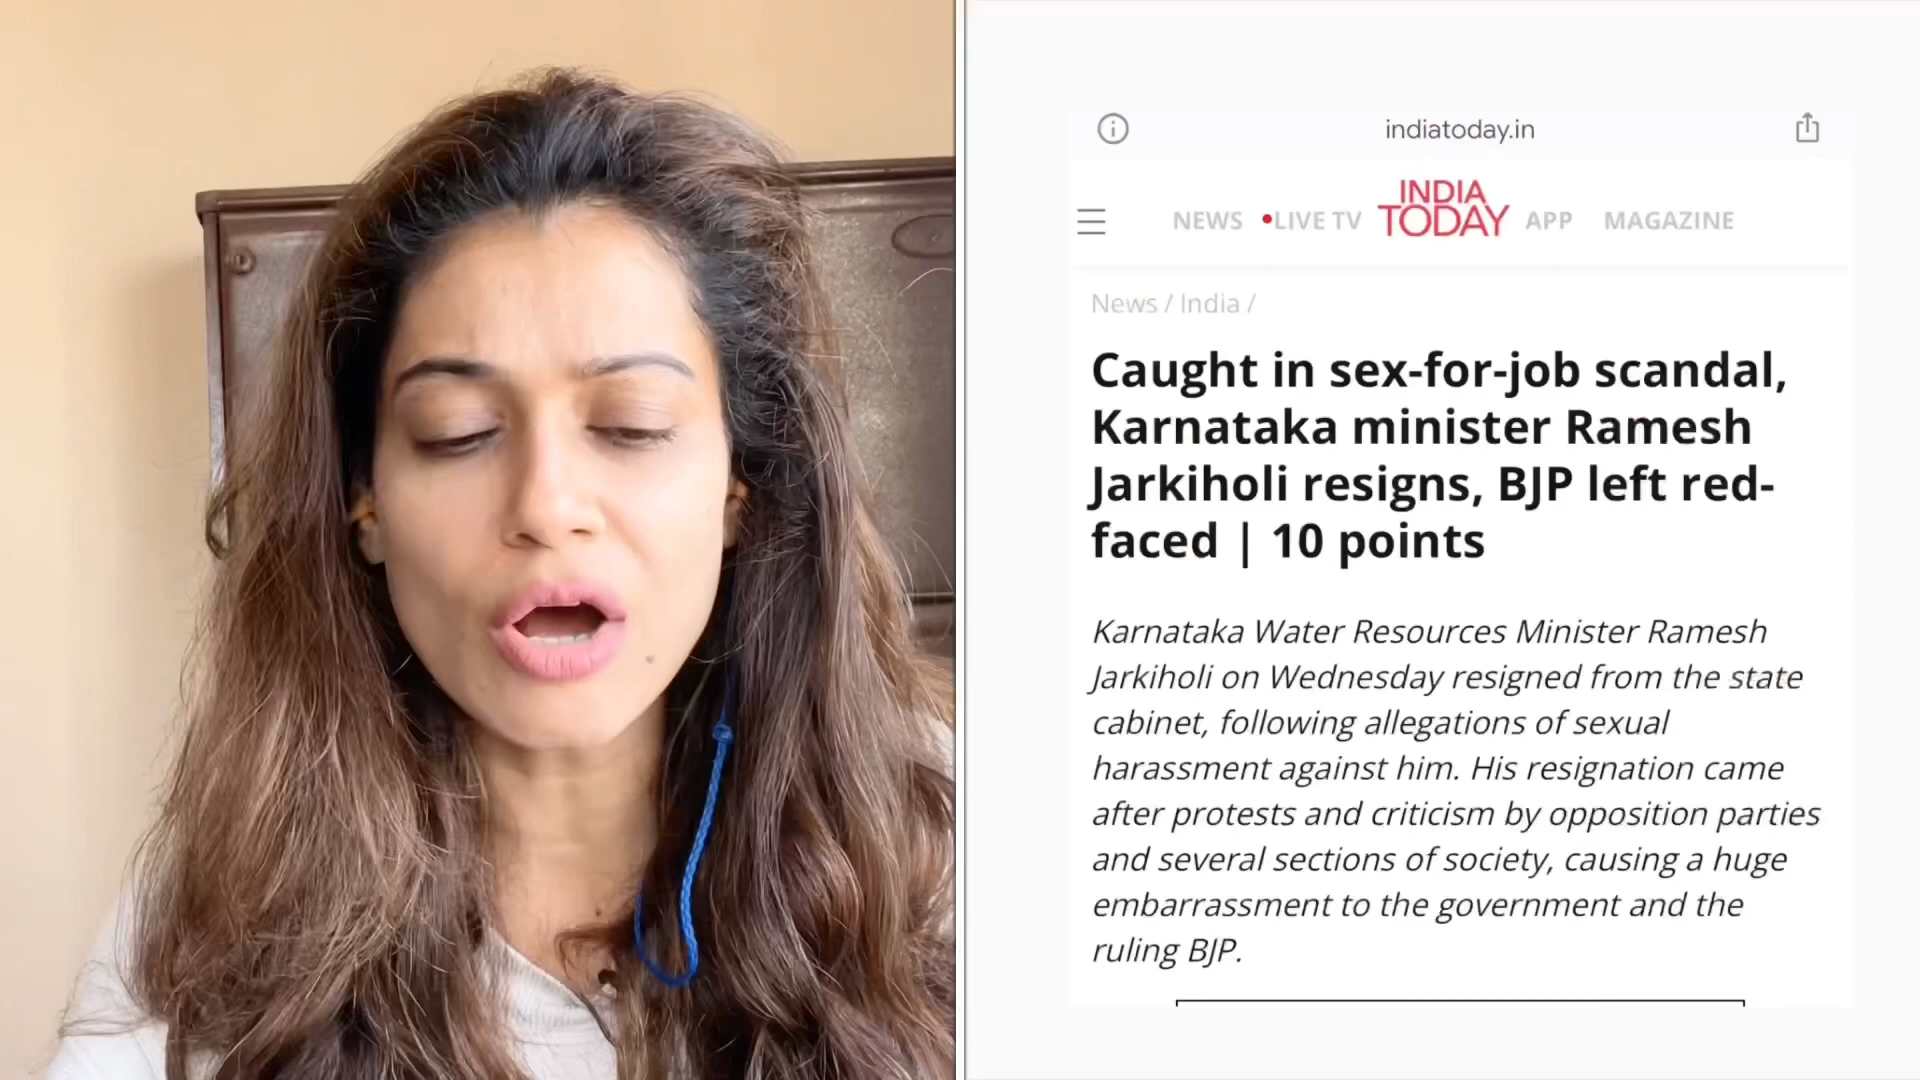 indiatoday.in
NEWS LIVE TV INDIA TODAY APP MAGAZINE
News / India /
Caught in sex-for-job scandal,
Karnataka minister Ramesh
Jarkiholi resigns, BJP left red-
faced | 10 points
Karnataka Water Resources Minister Ramesh
Jarkiholi on Wednesday resigned from the state
cabinet, following allegations of sexual
harassment against him. His resignation came
after protests and criticism by opposition parties
and several sections of society, causing a huge
embarrassment to the government and the
ruling BJP.